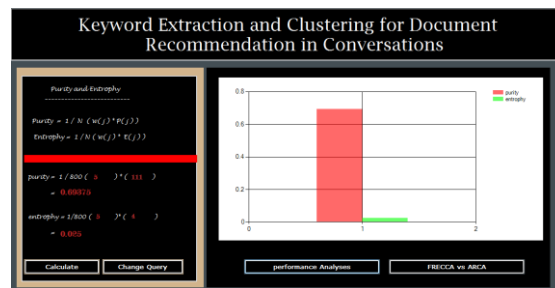 Keyword Extraction and Clustering for Document
Recommendation in Conversations
Purity and Entrophy
---------------------------
Purity = 1 / N ( w(j)*P(j))
Entrophy = 1 / N ( w(j)* E(j))
purity = 1 / 800 ( 5 )*( 111 )
= 0.69375
entrophy = 1/800 ( 5 )*( 4 )
= 0.025
Calculate
Change Query
0.8
0.6
0.4
0.2
0
0
1
2
purity
entrophy
performance Analyses
FRECCA vs ARCA